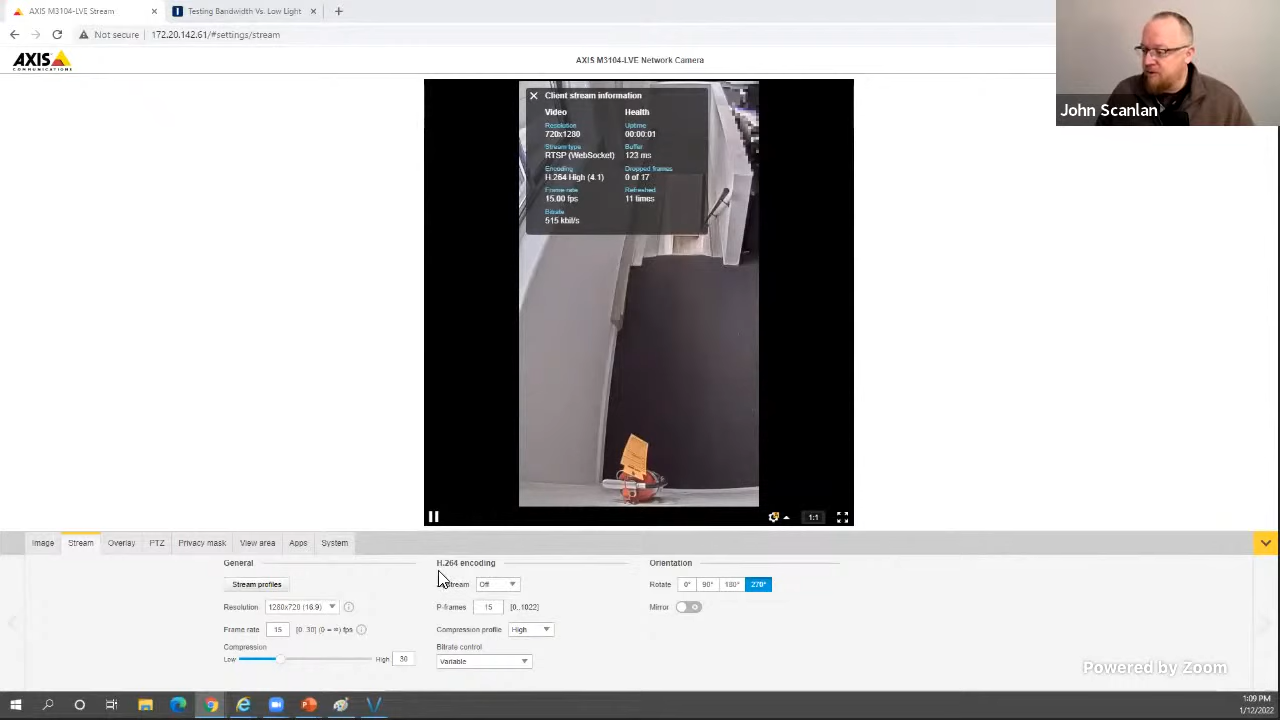 AXIS M3104-LVE Stream
Testing Bandwidth Vs. Low Light
Not secure
172.20.142.61/#settings/stream
AXIS
COMMUNICATIONS
AXIS M3104-LVE Network Camera
John Scanlan
Client stream information
Video
Health
Resolution
720x1280
Uptime
00:00:01
Stream type
RTSP (WebSocket)
Buffer
123 ms
Encoding
H.264 High (4.1)
Dropped frames
0 of 17
Frame rate
15.00 fps
Refreshed
11 times
Bitrate
515 kbit/s
1:1
Image
Stream
Overlay
PTZ
Privacy mask
View area
Apps
System
General
Stream profiles
Resolution 1280x720 (16:9)
Frame rate 15 [0..30] (0 = ∞) fps
Compression
Low High 30
H.264 encoding
stream Off
P-frames 15 [0..1022]
Compression profile High
Bitrate control
Variable
Orientation
Rotate 0° 90° 180° 270°
Mirror
Powered by Zoom
1:09 PM
1/12/2022